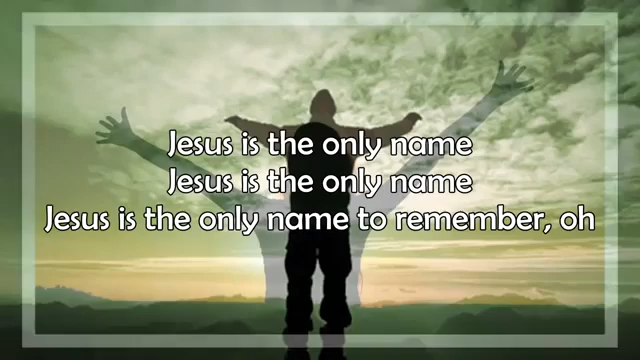 Jesus is the only name
Jesus is the only name
Jesus is the only name to remember, oh